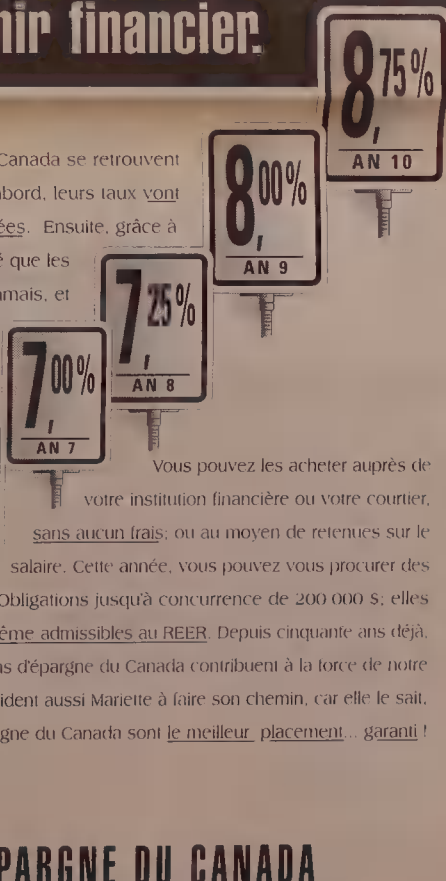 nir financier.
8,75%
AN 10
Canada se retrouvent
abord, leurs taux vont
ées. Ensuite, grâce à
é que les
amais, et
8,00%
AN 9
7,25%
AN 8
7,00%
AN 7
Vous pouvez les acheter auprès de
votre institution financière ou votre courtier,
sans aucun frais; ou au moyen de retenues sur le
salaire. Cette année, vous pouvez vous procurer des
Obligations jusqu'à concurrence de 200 000 $; elles
ême admissibles au REER. Depuis cinquante ans déjà,
s d'épargne du Canada contribuent à la force de notre
ident aussi Mariette à faire son chemin, car elle le sait,
gne du Canada sont le meilleur placement... garanti !
PARGNE DU CANADA